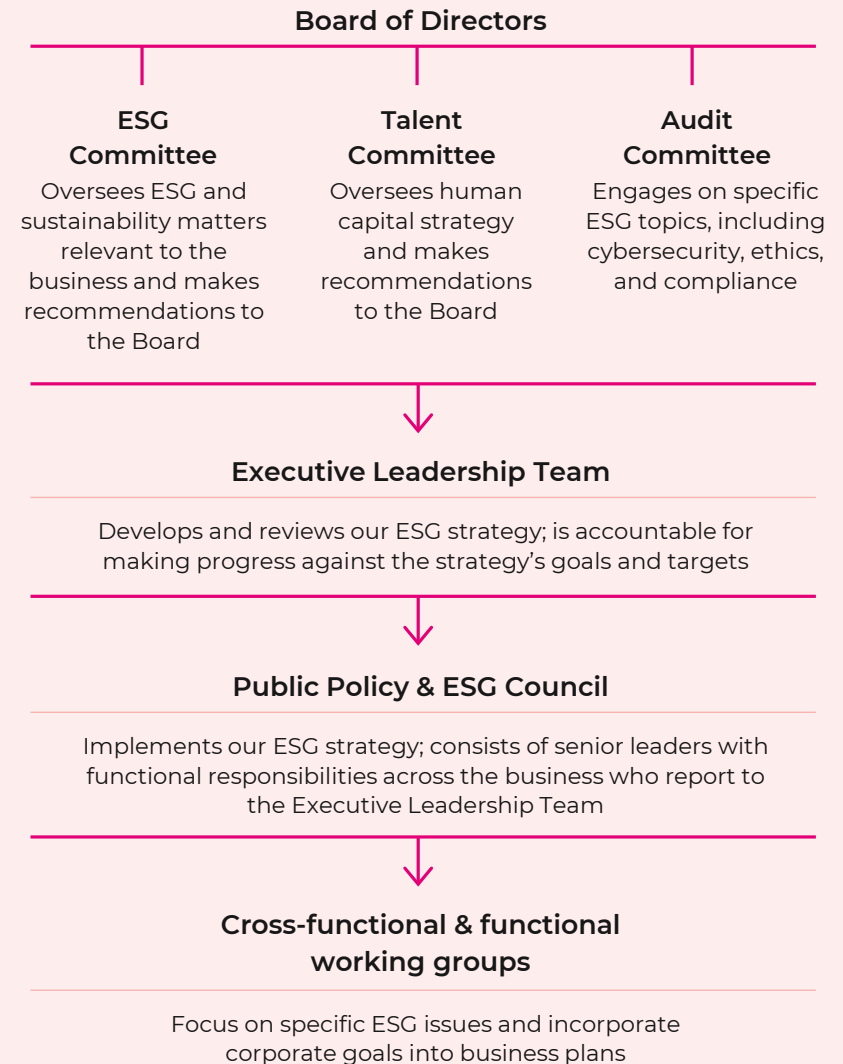 Board of Directors
ESG
Committee
Oversees ESG and
sustainability matters
relevant to the
business and makes
recommendations to
the Board
Talent
Committee
Oversees human
capital strategy
and makes
recommendations
to the Board
Audit
Committee
Engages on specific
ESG topics, including
cybersecurity, ethics,
and compliance
Executive Leadership Team
Develops and reviews our ESG strategy; is accountable for
making progress against the strategy’s goals and targets
Public Policy & ESG Council
Implements our ESG strategy; consists of senior leaders with
functional responsibilities across the business who report to
the Executive Leadership Team
Cross-functional & functional
working groups
Focus on specific ESG issues and incorporate
corporate goals into business plans